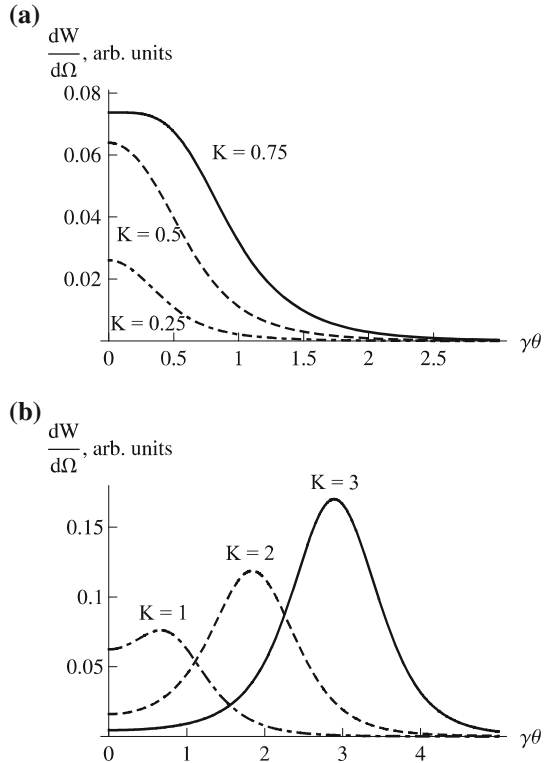 (a)
dW
dΩ
, arb. units
0.08
0.06
0.04
0.02
K = 0.75
K = 0.5
K = 0.25
0 0.5 1 1.5 2 2.5
γθ
(b)
dW
dΩ
, arb. units
0.15
0.1
0.05
K = 3
K = 2
K = 1
0 1 2 3 4
γθ